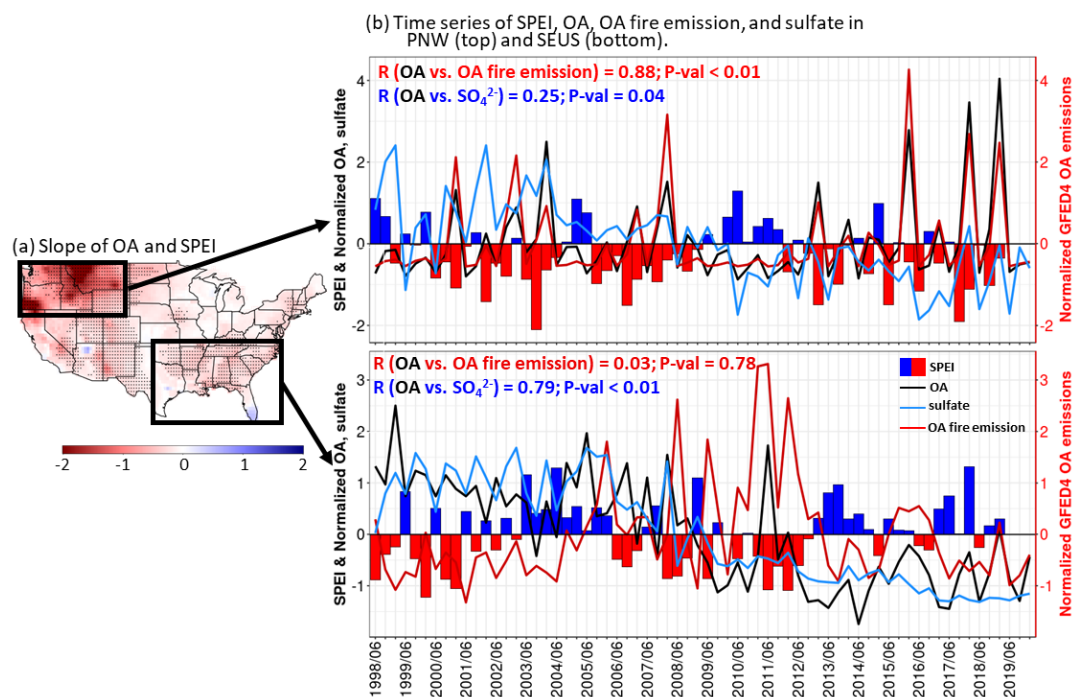 (b) Time series of SPEI, OA, OA fire emission, and sulfate in
PNW (top) and SEUS (bottom).
R (OA vs. OA fire emission) = 0.88; P-val < 0.01
R (OA vs. SO₄²⁻) = 0.25; P-val = 0.04
4
2
0
-2
SPEI & Normalized OA, sulfate
4
2
0
-2
Normalized GFED4 OA emissions
(a) Slope of OA and SPEI
-2 -1 0 1 2
R (OA vs. OA fire emission) = 0.03; P-val = 0.78
R (OA vs. SO₄²⁻) = 0.79; P-val < 0.01
3
2
1
0
-1
SPEI & Normalized OA, sulfate
3
2
1
0
-1
Normalized GFED4 OA emissions
SPEI
OA
sulfate
OA fire emission
1998/06
1999/06
2000/06
2001/06
2002/06
2003/06
2004/06
2005/06
2006/06
2007/06
2008/06
2009/06
2010/06
2011/06
2012/06
2013/06
2014/06
2015/06
2016/06
2017/06
2018/06
2019/06